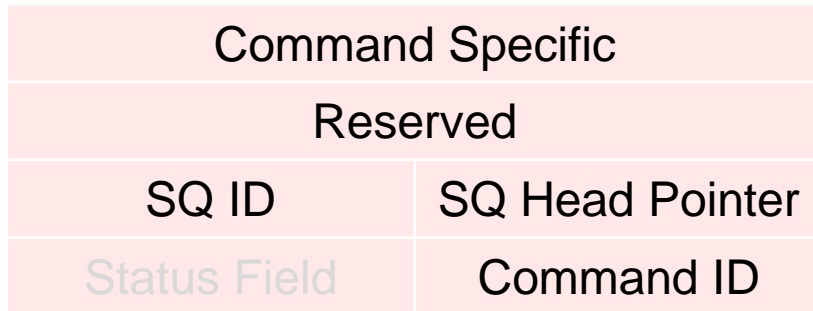 Command Specific
Reserved
SQ ID SQ Head Pointer
Status Field Command ID